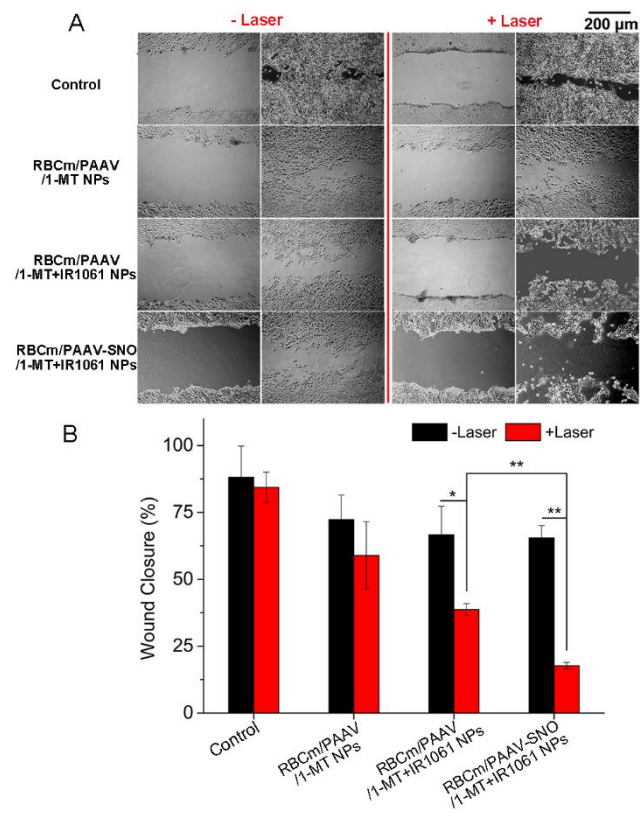 A
- Laser
+ Laser
200 μm
Control
RBCm/PAAV
/1-MT NPs
RBCm/PAAV
/1-MT+IR1061 NPs
RBCm/PAAV-SNO
/1-MT+IR1061 NPs
B
-Laser
+Laser
100
75
50
25
0
Wound Closure (%)
*
**
**
Control
RBCm/PAAV
/1-MT NPs
RBCm/PAAV
/1-MT+IR1061 NPs
RBCm/PAAV-SNO
/1-MT+IR1061 NPs